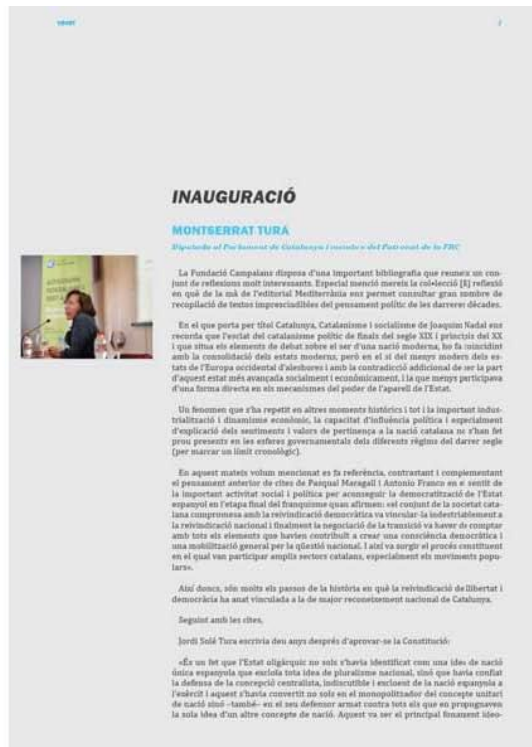 INAUGURACIÓ
MONTSERRAT TURA
Diputada al Parlament de Catalunya i membre del Patronat de la FRC
La Fundació Campalans disposa d'una important bibliografia que reuneix un con-
junt de reflexions molt interessants. Especial menció mereix la col•lecció [§] reflexió
en què de la mà de l'editorial Mediterrània ens permet consultar gran nombre de
recopilació de textos imprescindibles del pensament polític de les darreres dècades.
En el que porta per títol Catalunya, Catalanisme i socialisme de Joaquim Nadal ens
recorda que l'esclat del catalanisme polític de finals del segle XIX i principis del XX
i que situa els elements de debat sobre el ser d'una nació moderna, ho fa coincidint
amb la consolidació dels estats moderns, però en el si del menys modern dels es-
tats de l'Europa occidental d'aleshores i amb la contradicció addicional de ser la part
d'aquest estat més avançada socialment i econòmicament, i la que menys participava
d'una forma directa en els mecanismes del poder de l'aparell de l'Estat.
Un fenomen que s'ha repetit en altres moments històrics i tot i la important indus-
trialització i dinamisme econòmic, la capacitat d'influència política i especialment
d'explicació dels sentiments i valors de pertinença a la nació catalana no s'han fet
prou presents en les esferes governamentals dels diferents règims del darrer segle
(per marcar un límit cronològic).
En aquest mateix volum mencionat es fa referència, contrastant i complementant
el pensament anterior de cites de Pasqual Maragall i Antonio Franco en el sentit de
la important activitat social i política per aconseguir la democratització de l'Estat
espanyol en l'etapa final del franquisme quan afirmen: «el conjunt de la societat cata-
lana compromesa amb la reivindicació democràtica va vincular-la indestriablement a
la reivindicació nacional i finalment la negociació de la transició va haver de comptar
amb tots els elements que havien contribuït a crear una consciència democràtica i
una mobilització general per la qüestió nacional. I així va surgir el procés constituent
en el qual van participar amplis sectors catalans, especialment els moviments popu-
lars».
Així doncs, són molts els passos de la història en què la reivindicació de llibertat i
democràcia ha anat vinculada a la de major reconeixement nacional de Catalunya.
Seguint amb les cites,
Jordi Solé Tura escrivia deu anys després d'aprovar-se la Constitució:
«És un fet que l'Estat oligàrquic no sols s'havia identificat com una idea de nació
única espanyola que excloïa tota idea de pluralisme nacional, sinó que havia confiat
la defensa de la concepció centralista, indiscutible i excloent de la nació espanyola a
l'exèrcit i aquest s'havia convertit no sols en el monopolitzador del concepte unitari
de nació sinó –també– en el seu defensor armat contra tots els que en propugnaven
la sola idea d'un altre concepte de nació. Aquest va ser el principal fonament ideo-